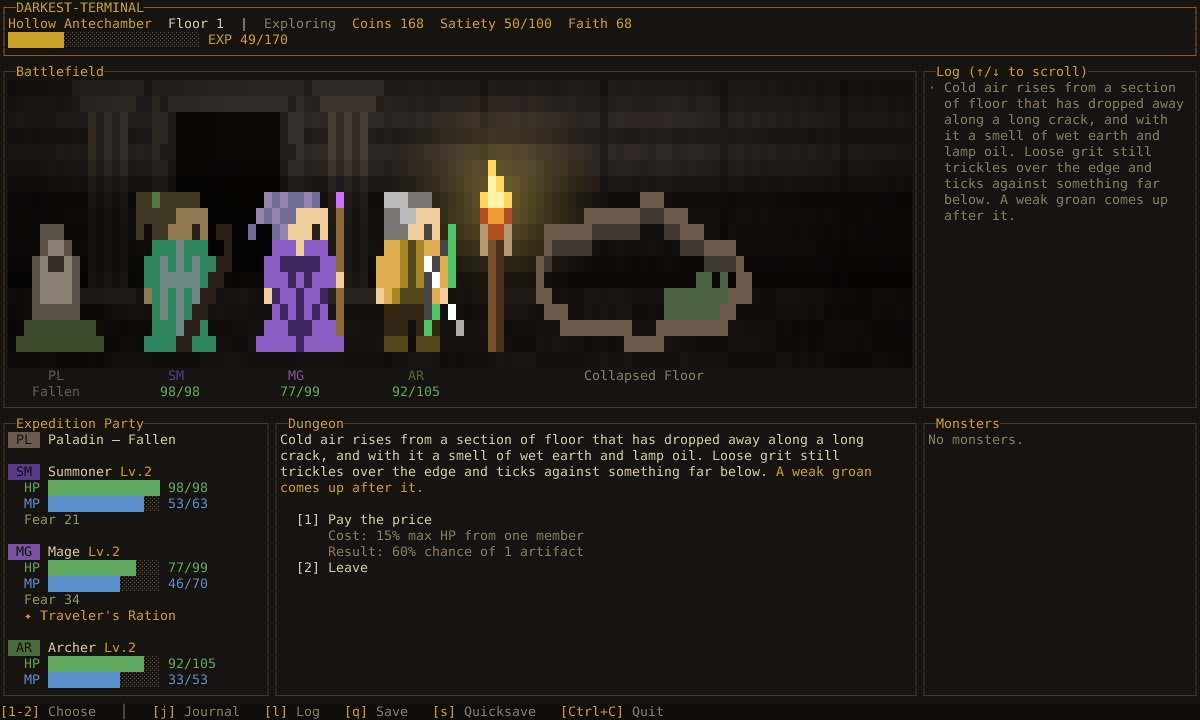 DARKEST-TERMINAL
Hollow Antechamber  Floor 1  |  Exploring  Coins 168  Satiety 50/100  Faith 68
EXP 49/170
Battlefield
PL SM MG AR Collapsed Floor
Fallen 98/98 77/99 92/105
Log (↑/↓ to scroll)
· Cold air rises from a section
of floor that has dropped away
along a long crack, and with
it a smell of wet earth and
lamp oil. Loose grit still
trickles over the edge and
ticks against something far
below. A weak groan comes up
after it.
Expedition Party
PL Paladin — Fallen
SM Summoner Lv.2
HP 98/98
MP 53/63
Fear 21
MG Mage Lv.2
HP 77/99
MP 46/70
Fear 34
✦ Traveler's Ration
AR Archer Lv.2
HP 92/105
MP 33/53
Dungeon
Cold air rises from a section of floor that has dropped away along a long
crack, and with it a smell of wet earth and lamp oil. Loose grit still
trickles over the edge and ticks against something far below. A weak groan
comes up after it.
[1] Pay the price
Cost: 15% max HP from one member
Result: 60% chance of 1 artifact
[2] Leave
Monsters
No monsters.
[1-2] Choose  │  [j] Journal  [l] Log  [q] Save  [s] Quicksave  [Ctrl+C] Quit